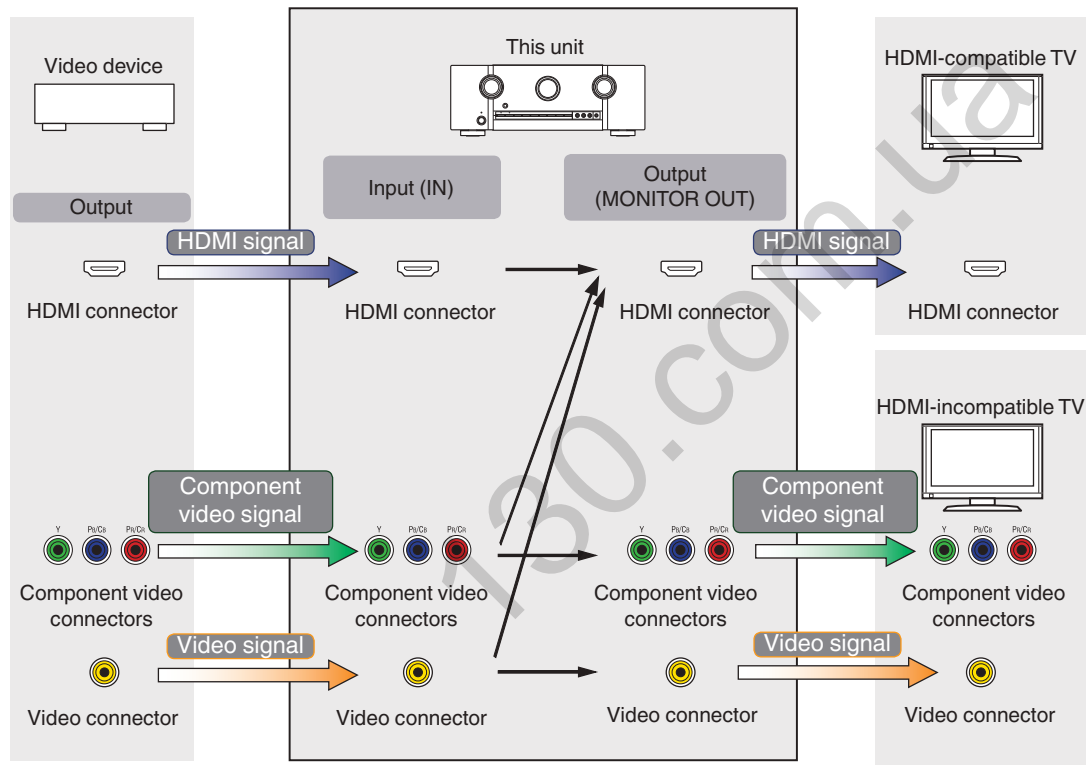 This unit
Video device
HDMI-compatible TV
Input (IN)
Output
(MONITOR OUT)
Output
HDMI signal
HDMI signal
HDMI connector
HDMI connector
HDMI connector
HDMI connector
HDMI-incompatible TV
Component
video signal
Component
video signal
Y PB/CB PR/CR
Y PB/CB PR/CR
Y PB/CB PR/CR
Y PB/CB PR/CR
Component video
connectors
Component video
connectors
Component video
connectors
Component video
connectors
Video signal
Video signal
Video connector
Video connector
Video connector
Video connector
130.com.ua